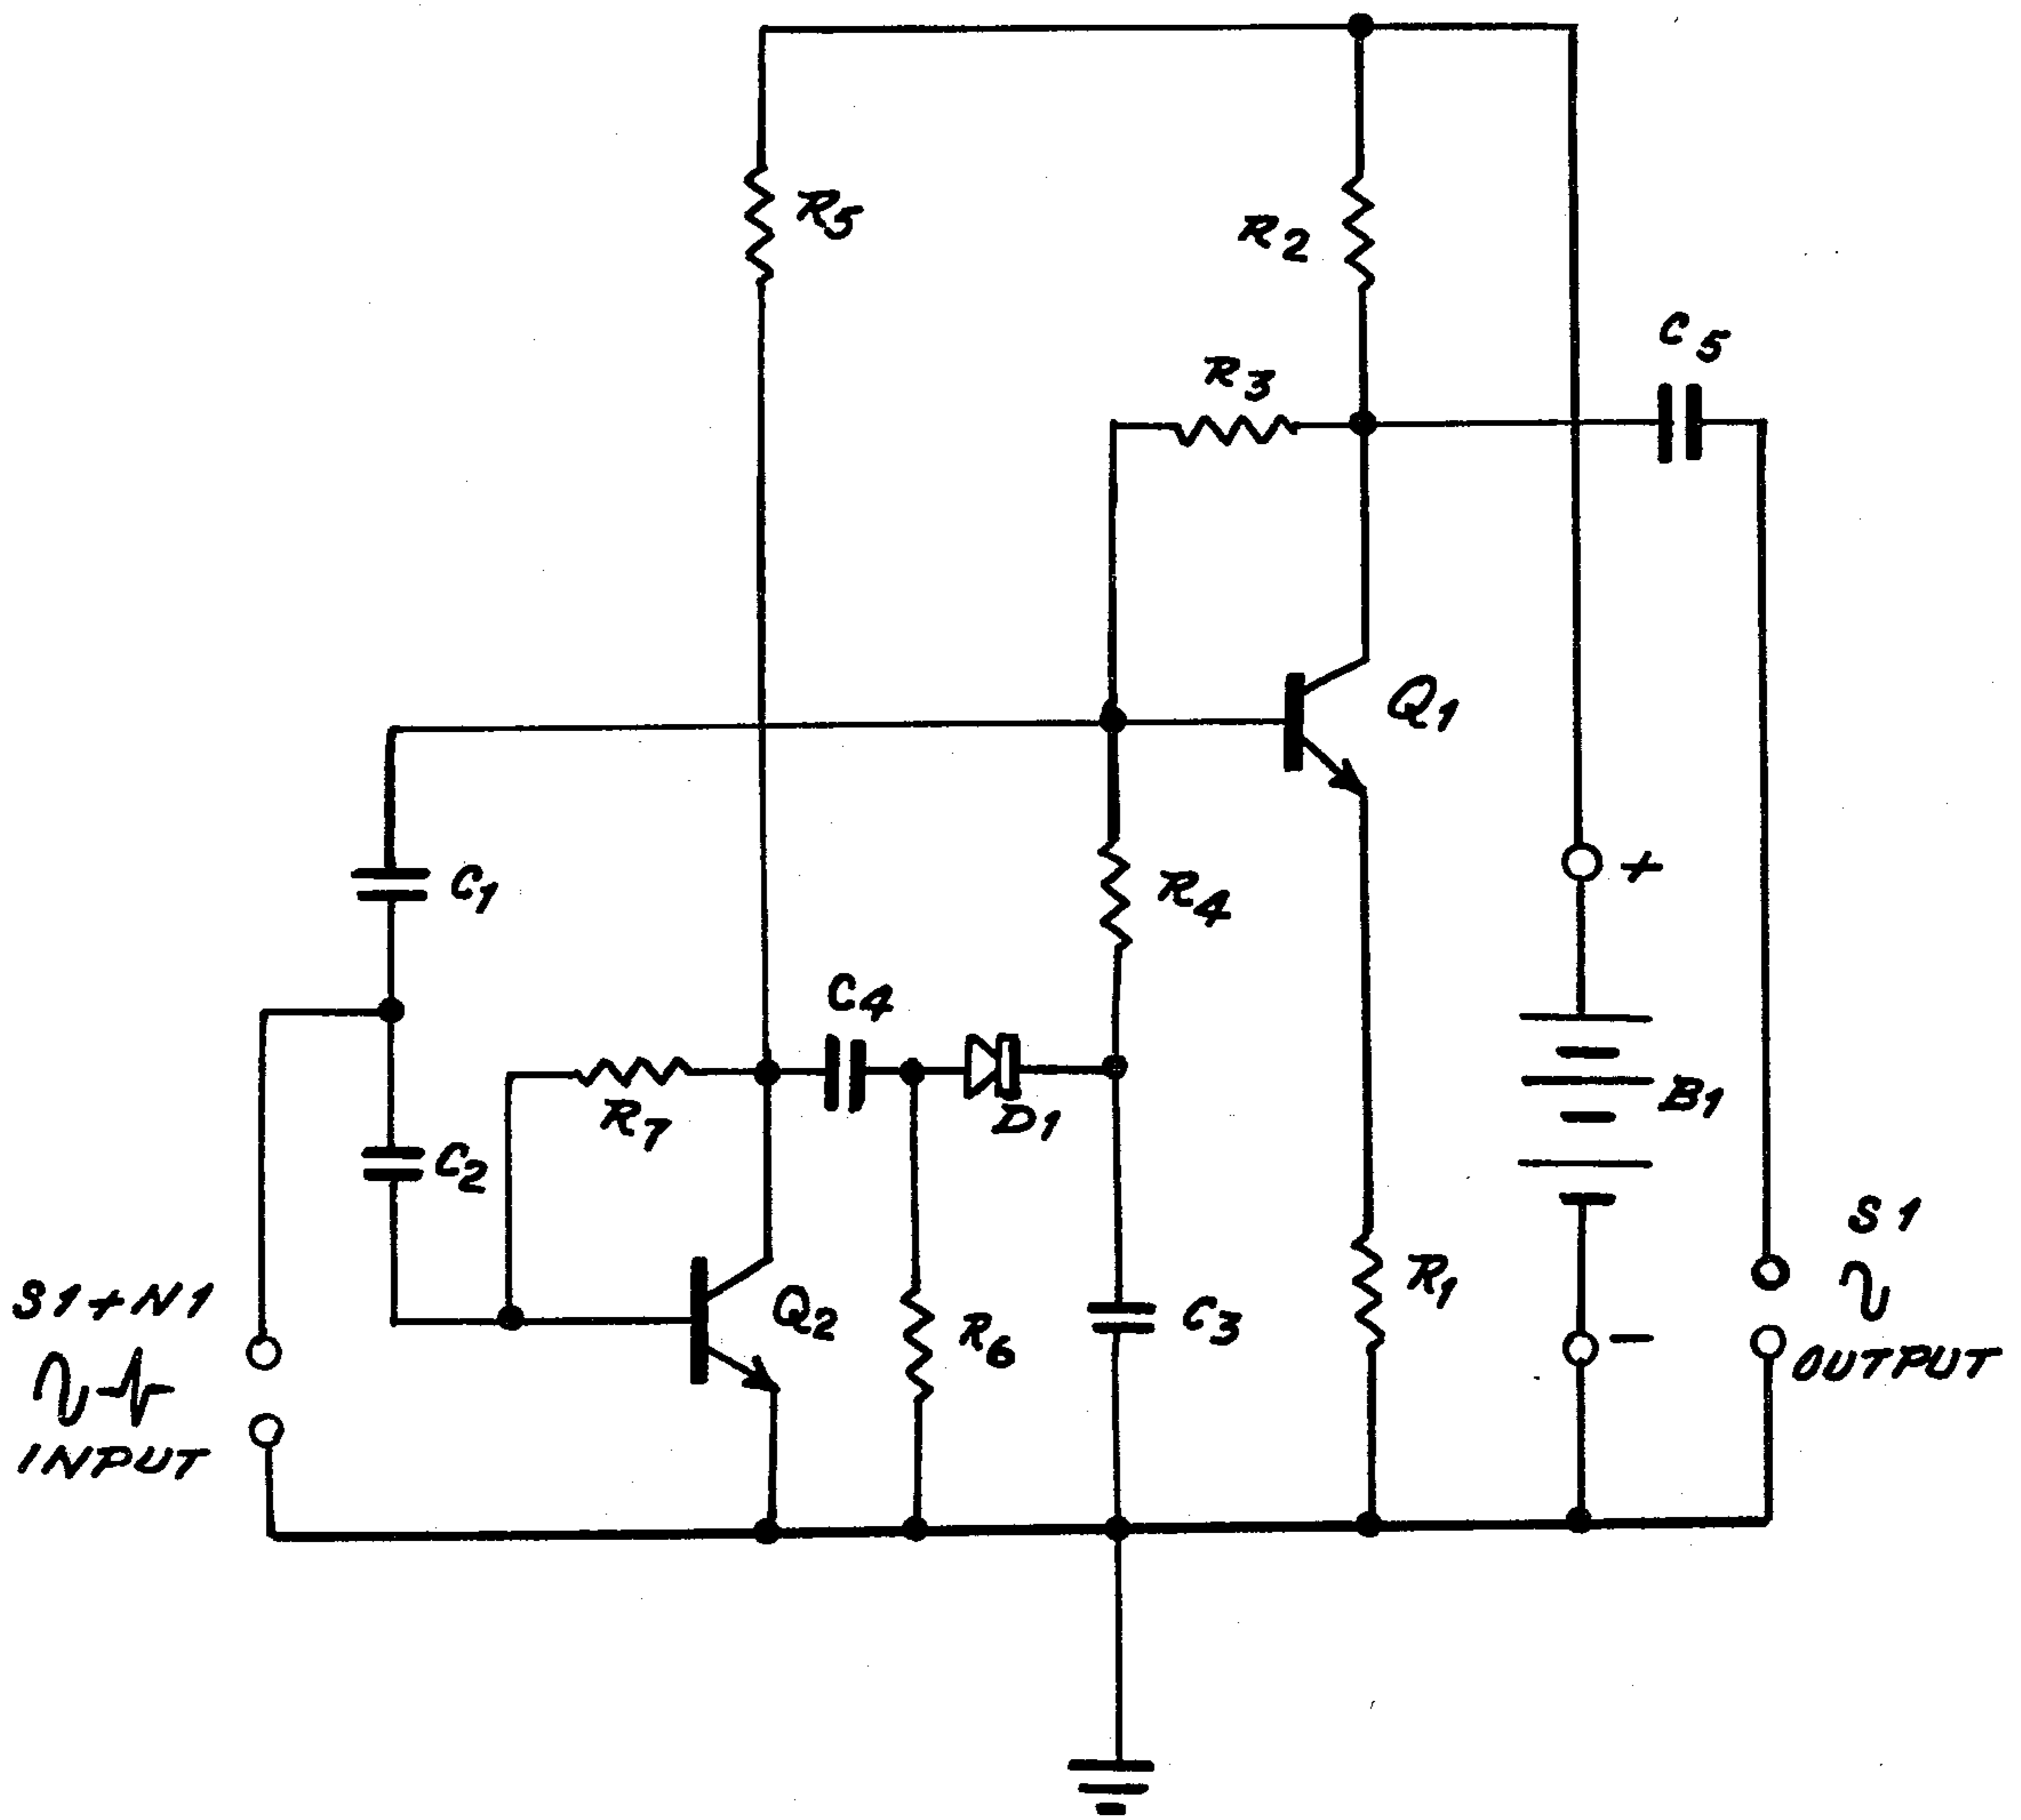 R5
R2
C5
R3
Q1
C1
R4
+
C4
R7
D1
B1
C2
S1
S1+N1
Q2
R6
C3
R1
–
OUTPUT
INPUT